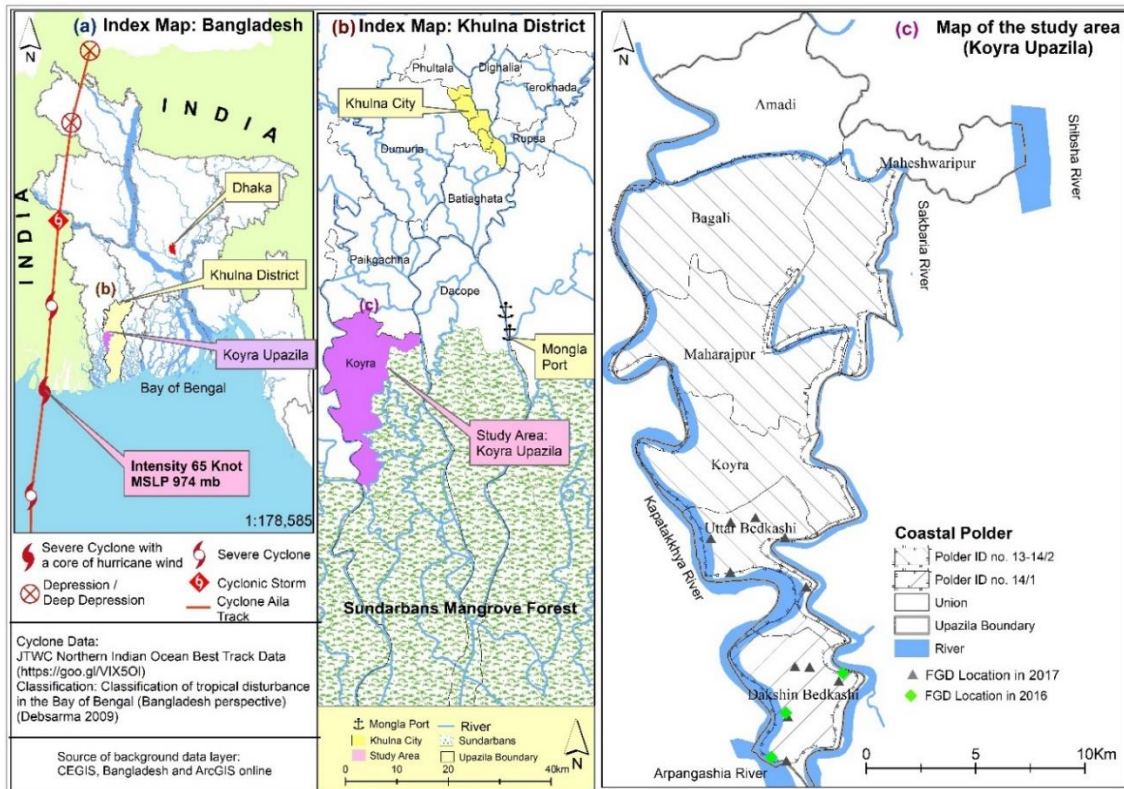 (a) Index Map: Bangladesh
N
I N D I A
I N D I A
Dhaka
Khulna District
(b)
Koyra Upazila
Bay of Bengal
Intensity 65 Knot
MSLP 974 mb
1:178,585
Severe Cyclone with
a core of hurricane wind
Severe Cyclone
Depression /
Deep Depression
Cyclonic Storm
Cyclone Aila
Track
Cyclone Data:
JTWC Northern Indian Ocean Best Track Data
(https://goo.gl/VIX5OI)
Classification: Classification of tropical disturbance
in the Bay of Bengal (Bangladesh perspective)
(Debsarma 2009)
Source of background data layer:
CEGIS, Bangladesh and ArcGIS online
(b) Index Map: Khulna District
N
Phultala
Dighalia
Terokhada
Khulna City
Rupsa
Dumuria
Batiaghata
Paikgachna
Dacope
(c)
Koyra
Mongla
Port
Study Area:
Koyra Upazila
Sundarbans Mangrove Forest
Mongla Port
River
Khulna City
Sundarbans
Study Area
Upazila Boundary
N
0 10 20 40km
(c) Map of the study area
(Koyra Upazila)
N
Amadi
Maheshwaripur
Shibsha River
Bagali
Sakbaria River
Maharajpur
Koyra
Kapatakkhya River
Uttar Bedkashi
Dakshin Bedkashi
Arpangashia River
Coastal Polder
Polder ID no. 13-14/2
Polder ID no. 14/1
Union
Upazila Boundary
River
FGD Location in 2017
FGD Location in 2016
0 5 10Km